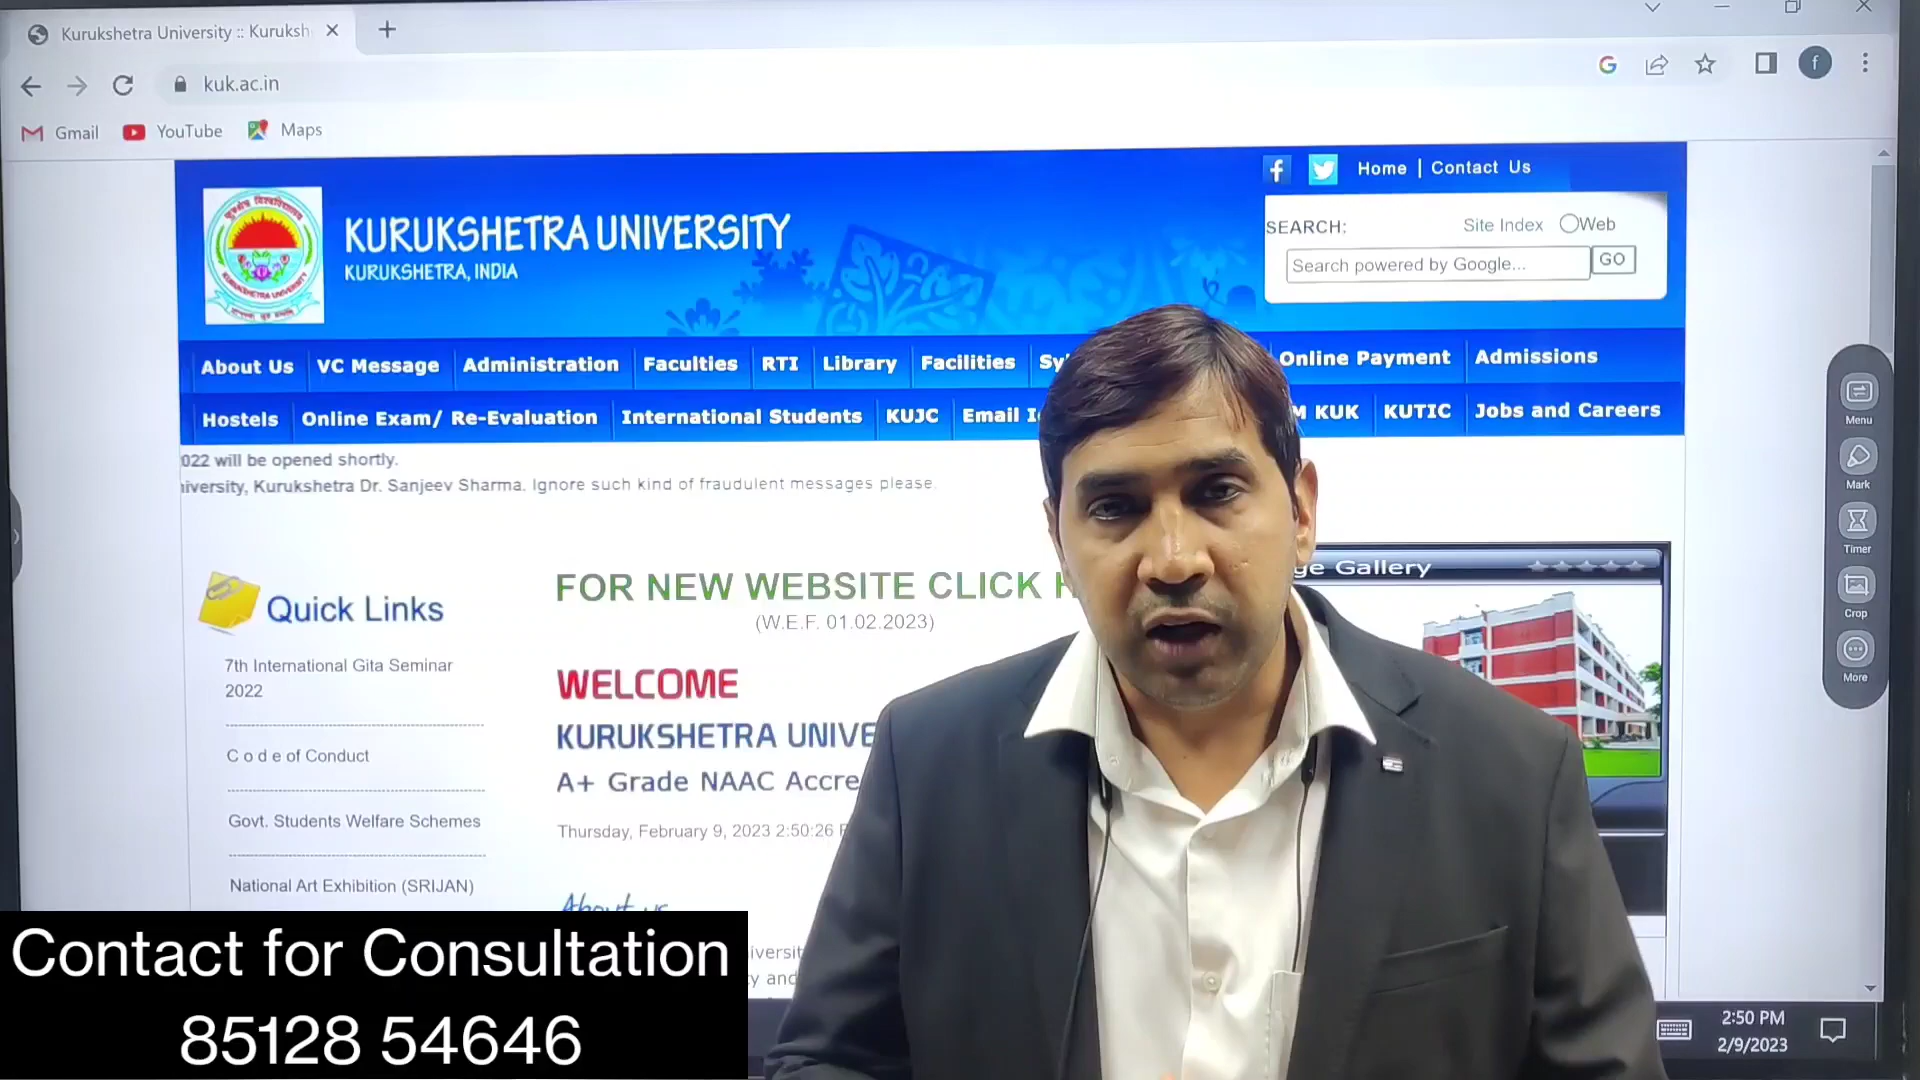 Kurukshetra University :: Kuruksh
kuk.ac.in
f
Gmail
YouTube
Maps
Home | Contact Us
KURUKSHETRA UNIVERSITY
KURUKSHETRA, INDIA
SEARCH:
Site Index
Web
Search powered by Google...
GO
About Us
VC Message
Administration
Faculties
RTI
Library
Facilities
Online Payment
Admissions
Hostels
Online Exam/ Re-Evaluation
International Students
KUJC
Email
KUK
KUTIC
Jobs and Careers
022 will be opened shortly.
iversity, Kurukshetra Dr. Sanjeev Sharma. Ignore such kind of fraudulent messages please.
Quick Links
7th International Gita Seminar
2022
C o d e of Conduct
Govt. Students Welfare Schemes
National Art Exhibition (SRIJAN)
FOR NEW WEBSITE CLICK
(W.E.F. 01.02.2023)
WELCOME
KURUKSHETRA UNIVE
A+ Grade NAAC Accre
Thursday, February 9, 2023 2:50:26
About us
iversit
y and
Gallery
Menu
Mark
Timer
Crop
More
Contact for Consultation
85128 54646
2:50 PM
2/9/2023